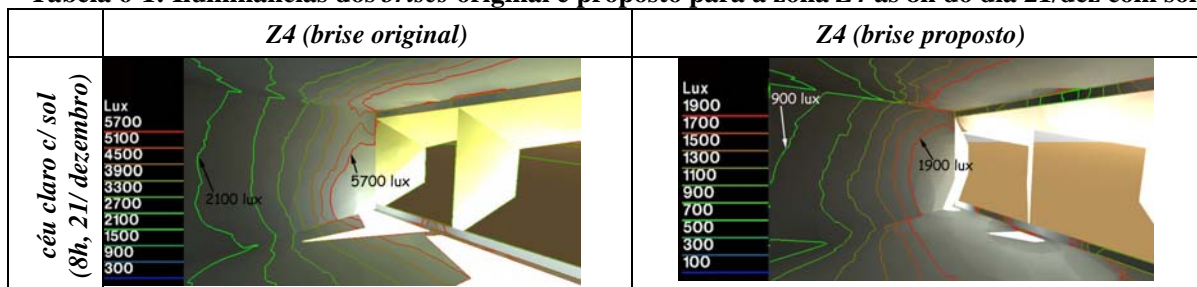 Tabela 6-1: Iluminâncias dos brises original e proposto para a zona Z4 às 8h do dia 21/dez com sol
Z4 (brise original)
Z4 (brise proposto)
céu claro c/ sol
(8h, 21/ dezembro)
Lux
5700
5100
4500
3900
3300
2700
2100
1500
900
300
2100 lux
5700 lux
Lux
1900
1700
1500
1300
1100
900
700
500
300
100
900 lux
1900 lux